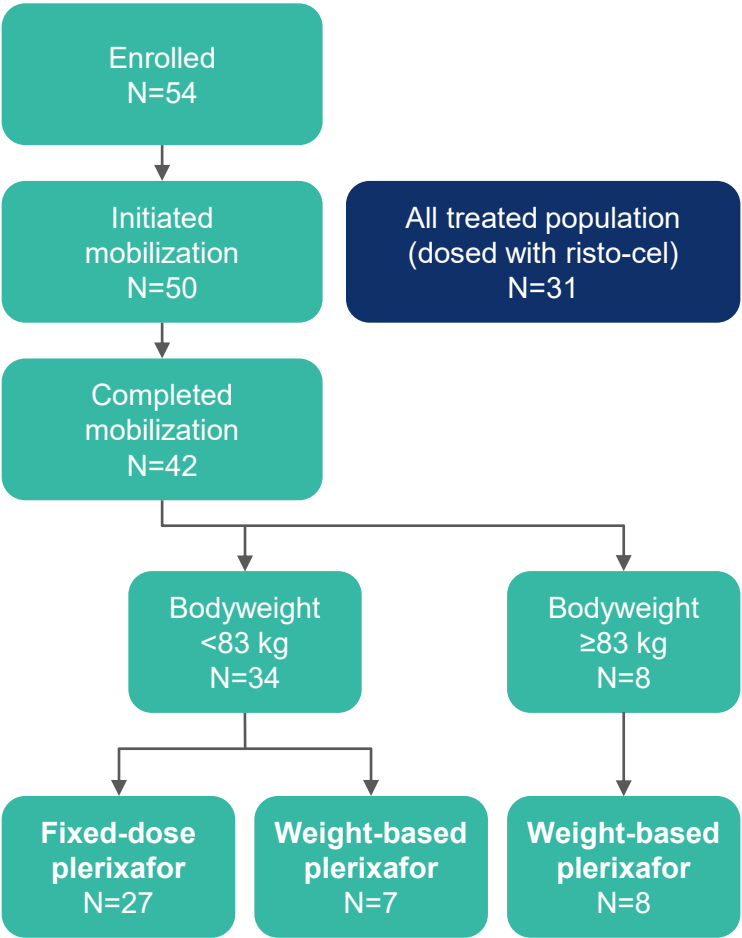 Enrolled
N=54
Initiated
mobilization
N=50
All treated population
(dosed with risto-cel)
N=31
Completed
mobilization
N=42
Bodyweight
<83 kg
N=34
Bodyweight
≥83 kg
N=8
Fixed-dose
plerixafor
N=27
Weight-based
plerixafor
N=7
Weight-based
plerixafor
N=8